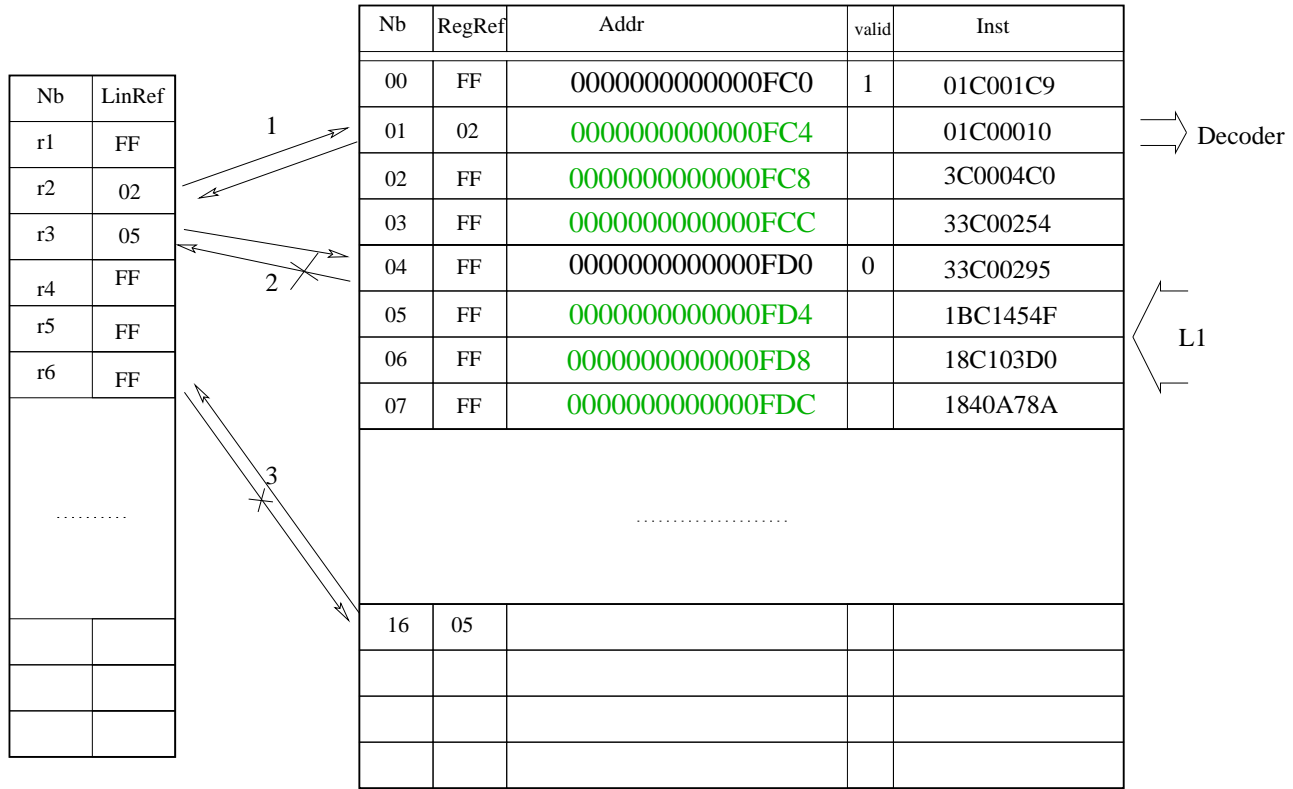 Nb RegRef Addr valid Inst
00 FF 0000000000000FC0 1 01C001C9
Nb LinRef
r1 FF
1
01 02 0000000000000FC4 01C00010
Decoder
r2 02
02 FF 0000000000000FC8 3C0004C0
r3 05
03 FF 0000000000000FCC 33C00254
2
04 FF 0000000000000FD0 0 33C00295
r4 FF
05 FF 0000000000000FD4 1BC1454F
r5 FF
L1
06 FF 0000000000000FD8 18C103D0
r6 FF
07 FF 0000000000000FDC 1840A78A
3
..........
.....................
16 05